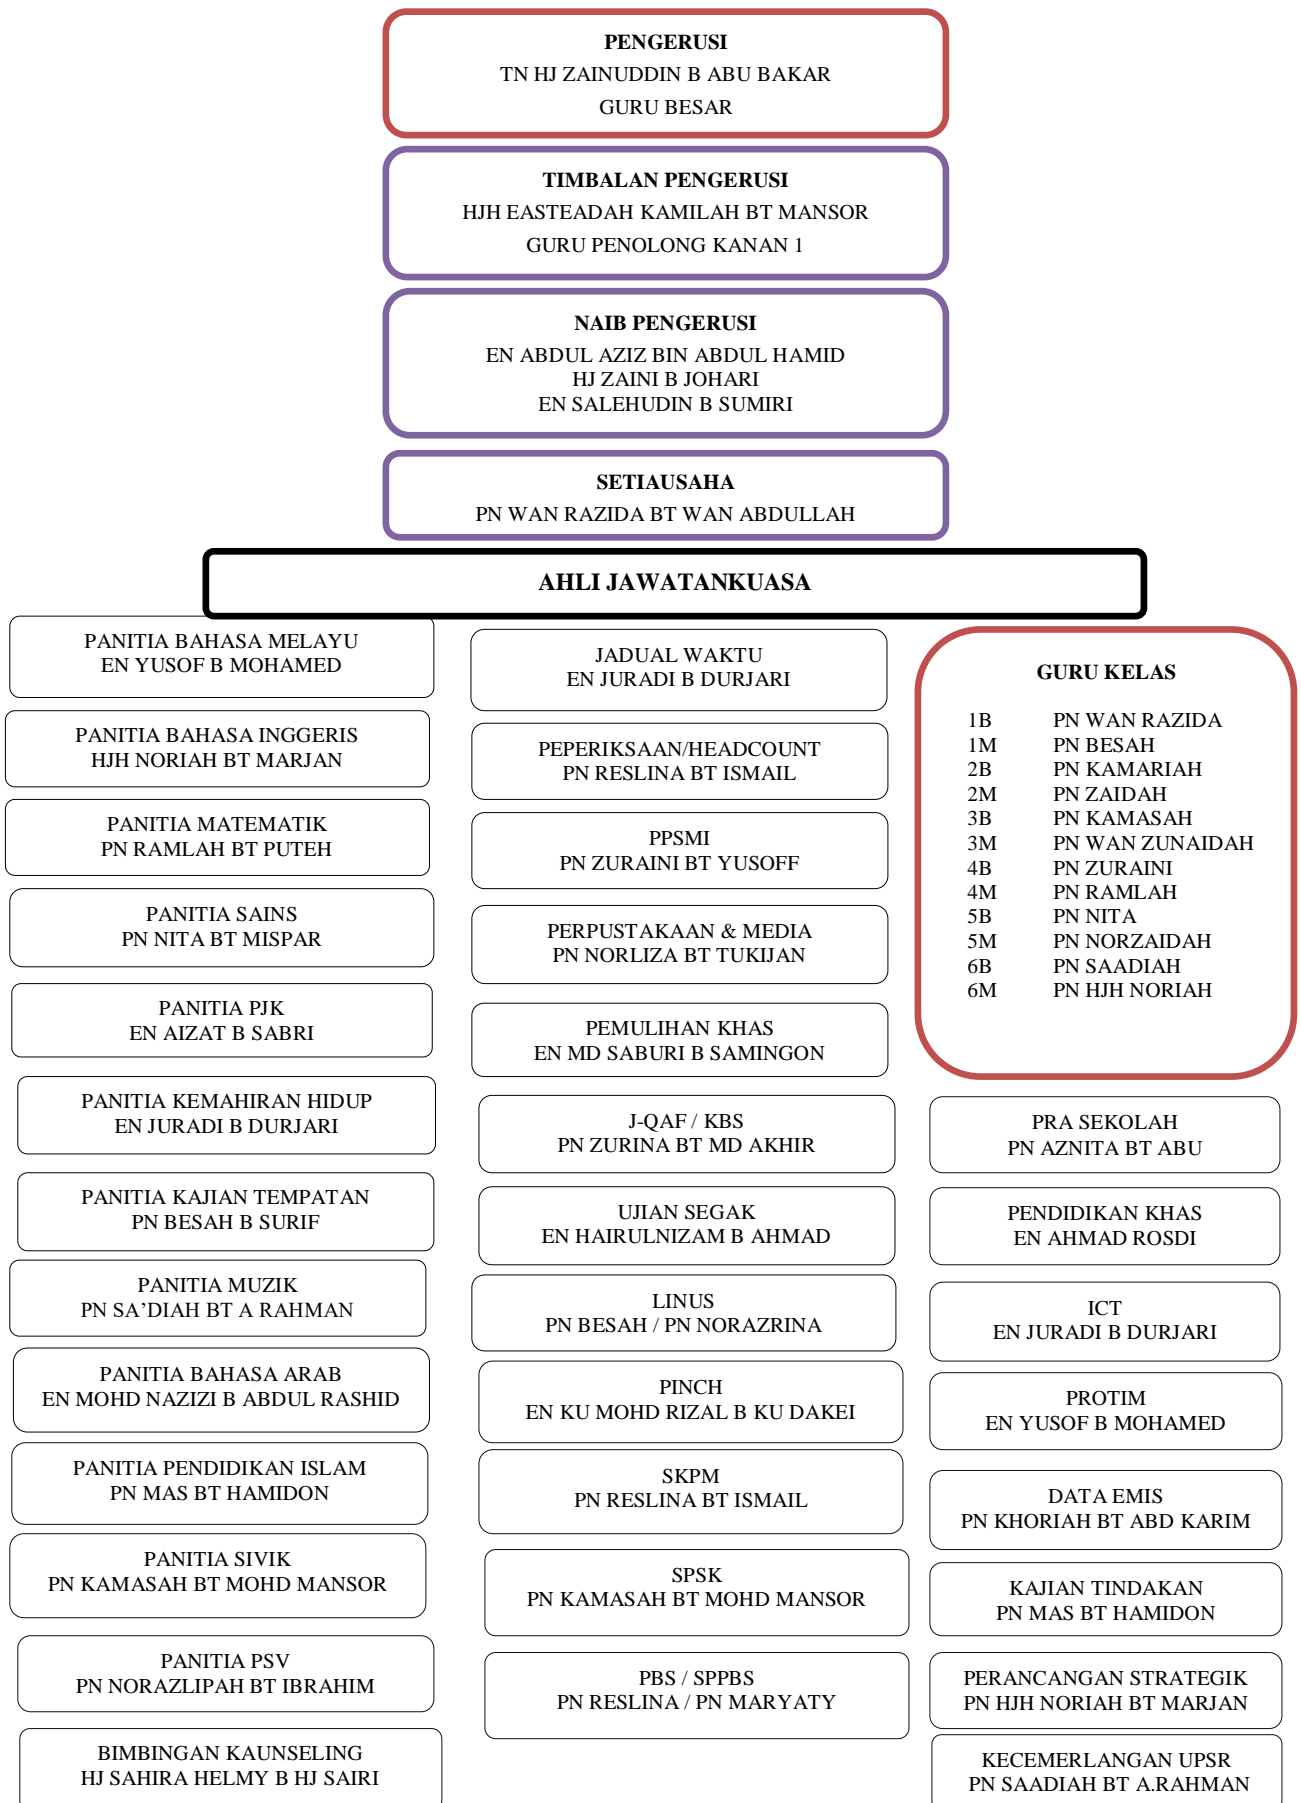 PENGERUSI
TN HJ ZAINUDDIN B ABU BAKAR
GURU BESAR
TIMBALAN PENGERUSI
HJH EASTEADAH KAMILAH BT MANSOR
GURU PENOLONG KANAN 1
NAIB PENGERUSI
EN ABDUL AZIZ BIN ABDUL HAMID
HJ ZAINI B JOHARI
EN SALEHUDIN B SUMIRI
SETIAUSAHA
PN WAN RAZIDA BT WAN ABDULLAH
AHLI JAWATANKUASA
PANITIA BAHASA MELAYU
EN YUSOF B MOHAMED
PANITIA BAHASA INGGERIS
HJH NORIAH BT MARJAN
PANITIA MATEMATIK
PN RAMLAH BT PUTEH
PANITIA SAINS
PN NITA BT MISPAR
PANITIA PJK
EN AIZAT B SABRI
PANITIA KEMAHIRAN HIDUP
EN JURADI B DURJARI
PANITIA KAJIAN TEMPATAN
PN BESAH B SURIF
PANITIA MUZIK
PN SA’DIAH BT A RAHMAN
PANITIA BAHASA ARAB
EN MOHD NAZIZI B ABDUL RASHID
PANITIA PENDIDIKAN ISLAM
PN MAS BT HAMIDON
PANITIA SIVIK
PN KAMASAH BT MOHD MANSOR
PANITIA PSV
PN NORAZLIPAH BT IBRAHIM
BIMBINGAN KAUNSELING
HJ SAHIRA HELMY B HJ SAIRI
JADUAL WAKTU
EN JURADI B DURJARI
PEPERIKSAAN/HEADCOUNT
PN RESLINA BT ISMAIL
PPSMI
PN ZURAINI BT YUSOFF
PERPUSTAKAAN & MEDIA
PN NORLIZA BT TUKIJAN
PEMULIHAN KHAS
EN MD SABURI B SAMINGON
J-QAF / KBS
PN ZURINA BT MD AKHIR
UJIAN SEGAK
EN HAIRULNIZAM B AHMAD
LINUS
PN BESAH / PN NORAZRINA
PINCH
EN KU MOHD RIZAL B KU DAKEI
SKPM
PN RESLINA BT ISMAIL
SPSK
PN KAMASAH BT MOHD MANSOR
PBS / SPPBS
PN RESLINA / PN MARYATY
GURU KELAS
1B PN WAN RAZIDA
1M PN BESAH
2B PN KAMARIAH
2M PN ZAIDAH
3B PN KAMASAH
3M PN WAN ZUNAIDAH
4B PN ZURAINI
4M PN RAMLAH
5B PN NITA
5M PN NORZAIDAH
6B PN SAADIAH
6M PN HJH NORIAH
PRA SEKOLAH
PN AZNITA BT ABU
PENDIDIKAN KHAS
EN AHMAD ROSDI
ICT
EN JURADI B DURJARI
PROTIM
EN YUSOF B MOHAMED
DATA EMIS
PN KHORIAH BT ABD KARIM
KAJIAN TINDAKAN
PN MAS BT HAMIDON
PERANCANGAN STRATEGIK
PN HJH NORIAH BT MARJAN
KECEMERLANGAN UPSR
PN SAADIAH BT A.RAHMAN